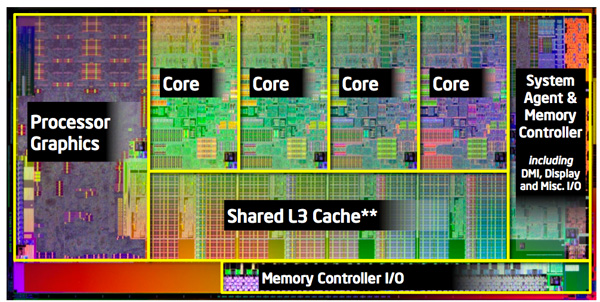 Processor
Graphics
Core
Core
Core
Core
System
Agent &
Memory
Controller
including
DMI, Display
and Misc. I/O
Shared L3 Cache**
Memory Controller I/O